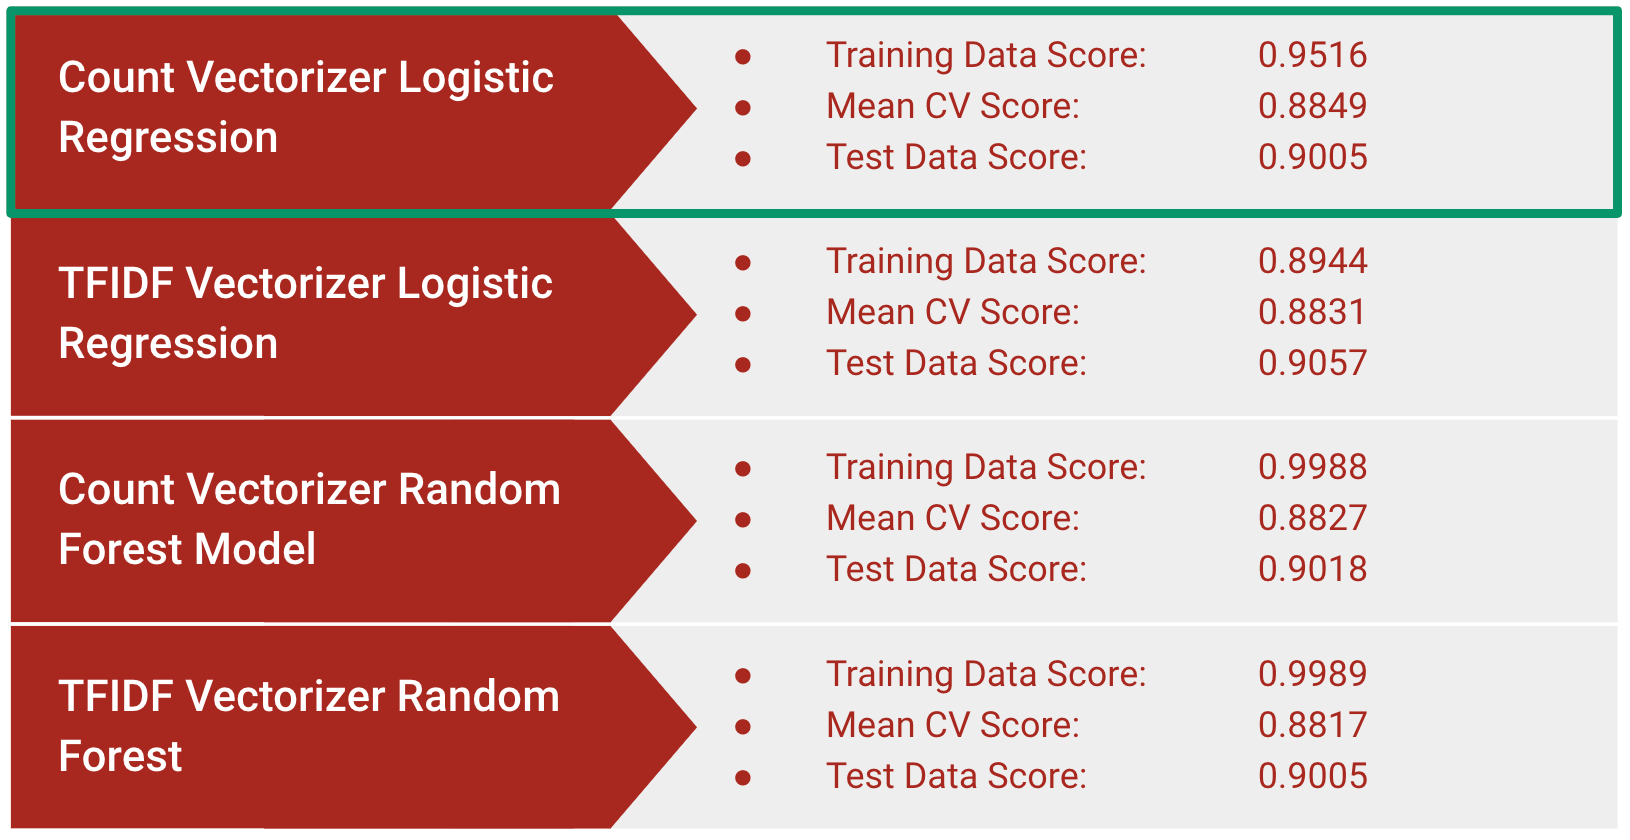 Count Vectorizer Logistic
Regression
● Training Data Score: 0.9516
● Mean CV Score: 0.8849
● Test Data Score: 0.9005
TFIDF Vectorizer Logistic
Regression
● Training Data Score: 0.8944
● Mean CV Score: 0.8831
● Test Data Score: 0.9057
Count Vectorizer Random
Forest Model
● Training Data Score: 0.9988
● Mean CV Score: 0.8827
● Test Data Score: 0.9018
TFIDF Vectorizer Random
Forest
● Training Data Score: 0.9989
● Mean CV Score: 0.8817
● Test Data Score: 0.9005